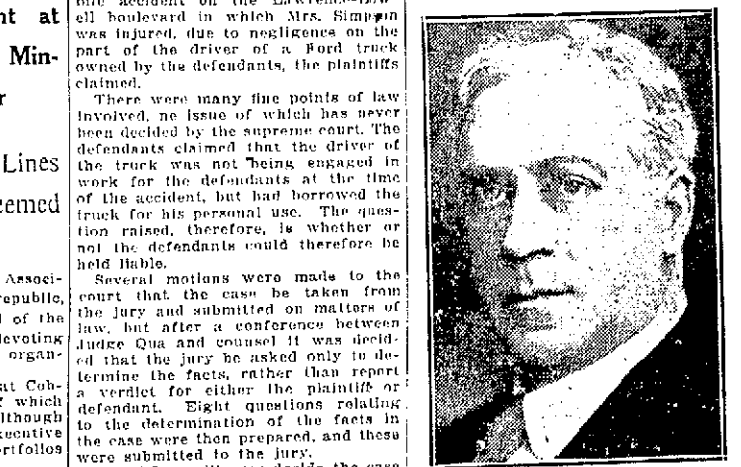 nt at
Min-
r
Lines
eemed
Associ-
republic,
l of the
devoting
organ-
at Cob-
f which
lthough
xecutive
ortfolios
bile accident on the Lawrence-Low-
ell boulevard in which Mrs. Simpson
was injured, due to negligence on the
part of the driver of a Ford truck
owned by the defendants, the plaintiffs
claimed.
There were many fine points of law
involved, ne issue of which has never
been decided by the supreme court. The
defendants claimed that the driver of
the truck was not being engaged in
work for the defendants at the time
of the accident, but had borrowed the
truck for his personal use. The ques-
tion raised, therefore, is whether or
not the defendants could therefore be
held liable.
Several motions were made to the
court that the case be taken from
the jury and submitted on matters of
law, but after a conference between
Judge Qua and counsel it was decid-
ed that the jury be asked only to de-
termine the facts, rather than report
a verdict for either the plaintiff or
defendant. Eight questions relating
to the determination of the facts in
the case were then prepared, and these
were submitted to the jury.
decide the case